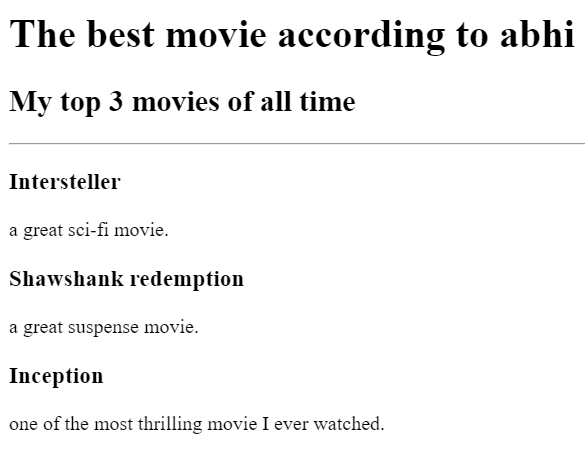 The best movie according to abhi
My top 3 movies of all time
Intersteller
a great sci-fi movie.
Shawshank redemption
a great suspense movie.
Inception
one of the most thrilling movie I ever watched.